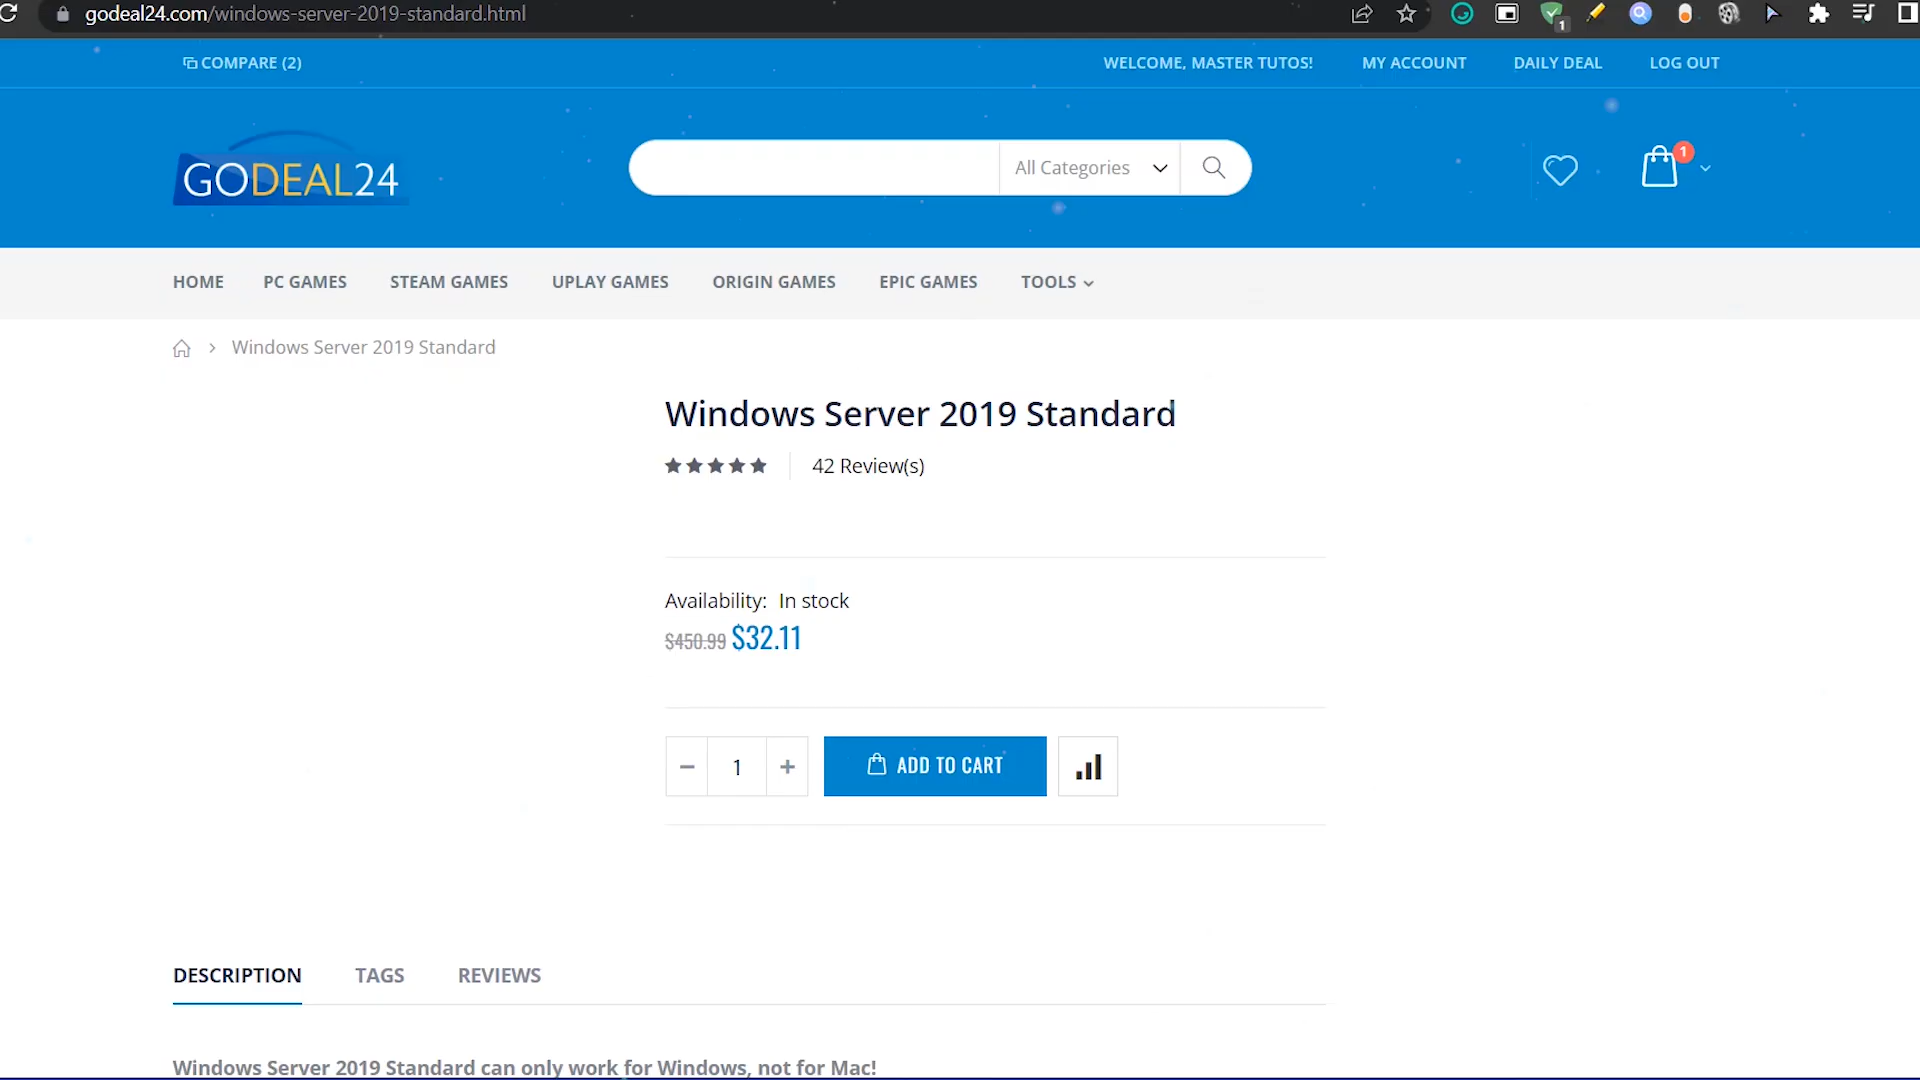 godeal24.com/windows-server-2019-standard.html
1
COMPARE (2)
WELCOME, MASTER TUTOS!
MY ACCOUNT
DAILY DEAL
LOG OUT
GODEAL24
All Categories
1
HOME
PC GAMES
STEAM GAMES
UPLAY GAMES
ORIGIN GAMES
EPIC GAMES
TOOLS
Windows Server 2019 Standard
Windows Server 2019 Standard
42 Review(s)
Availability: In stock
$450.99 $32.11
− 1 +
ADD TO CART
DESCRIPTION
TAGS
REVIEWS
Windows Server 2019 Standard can only work for Windows, not for Mac!